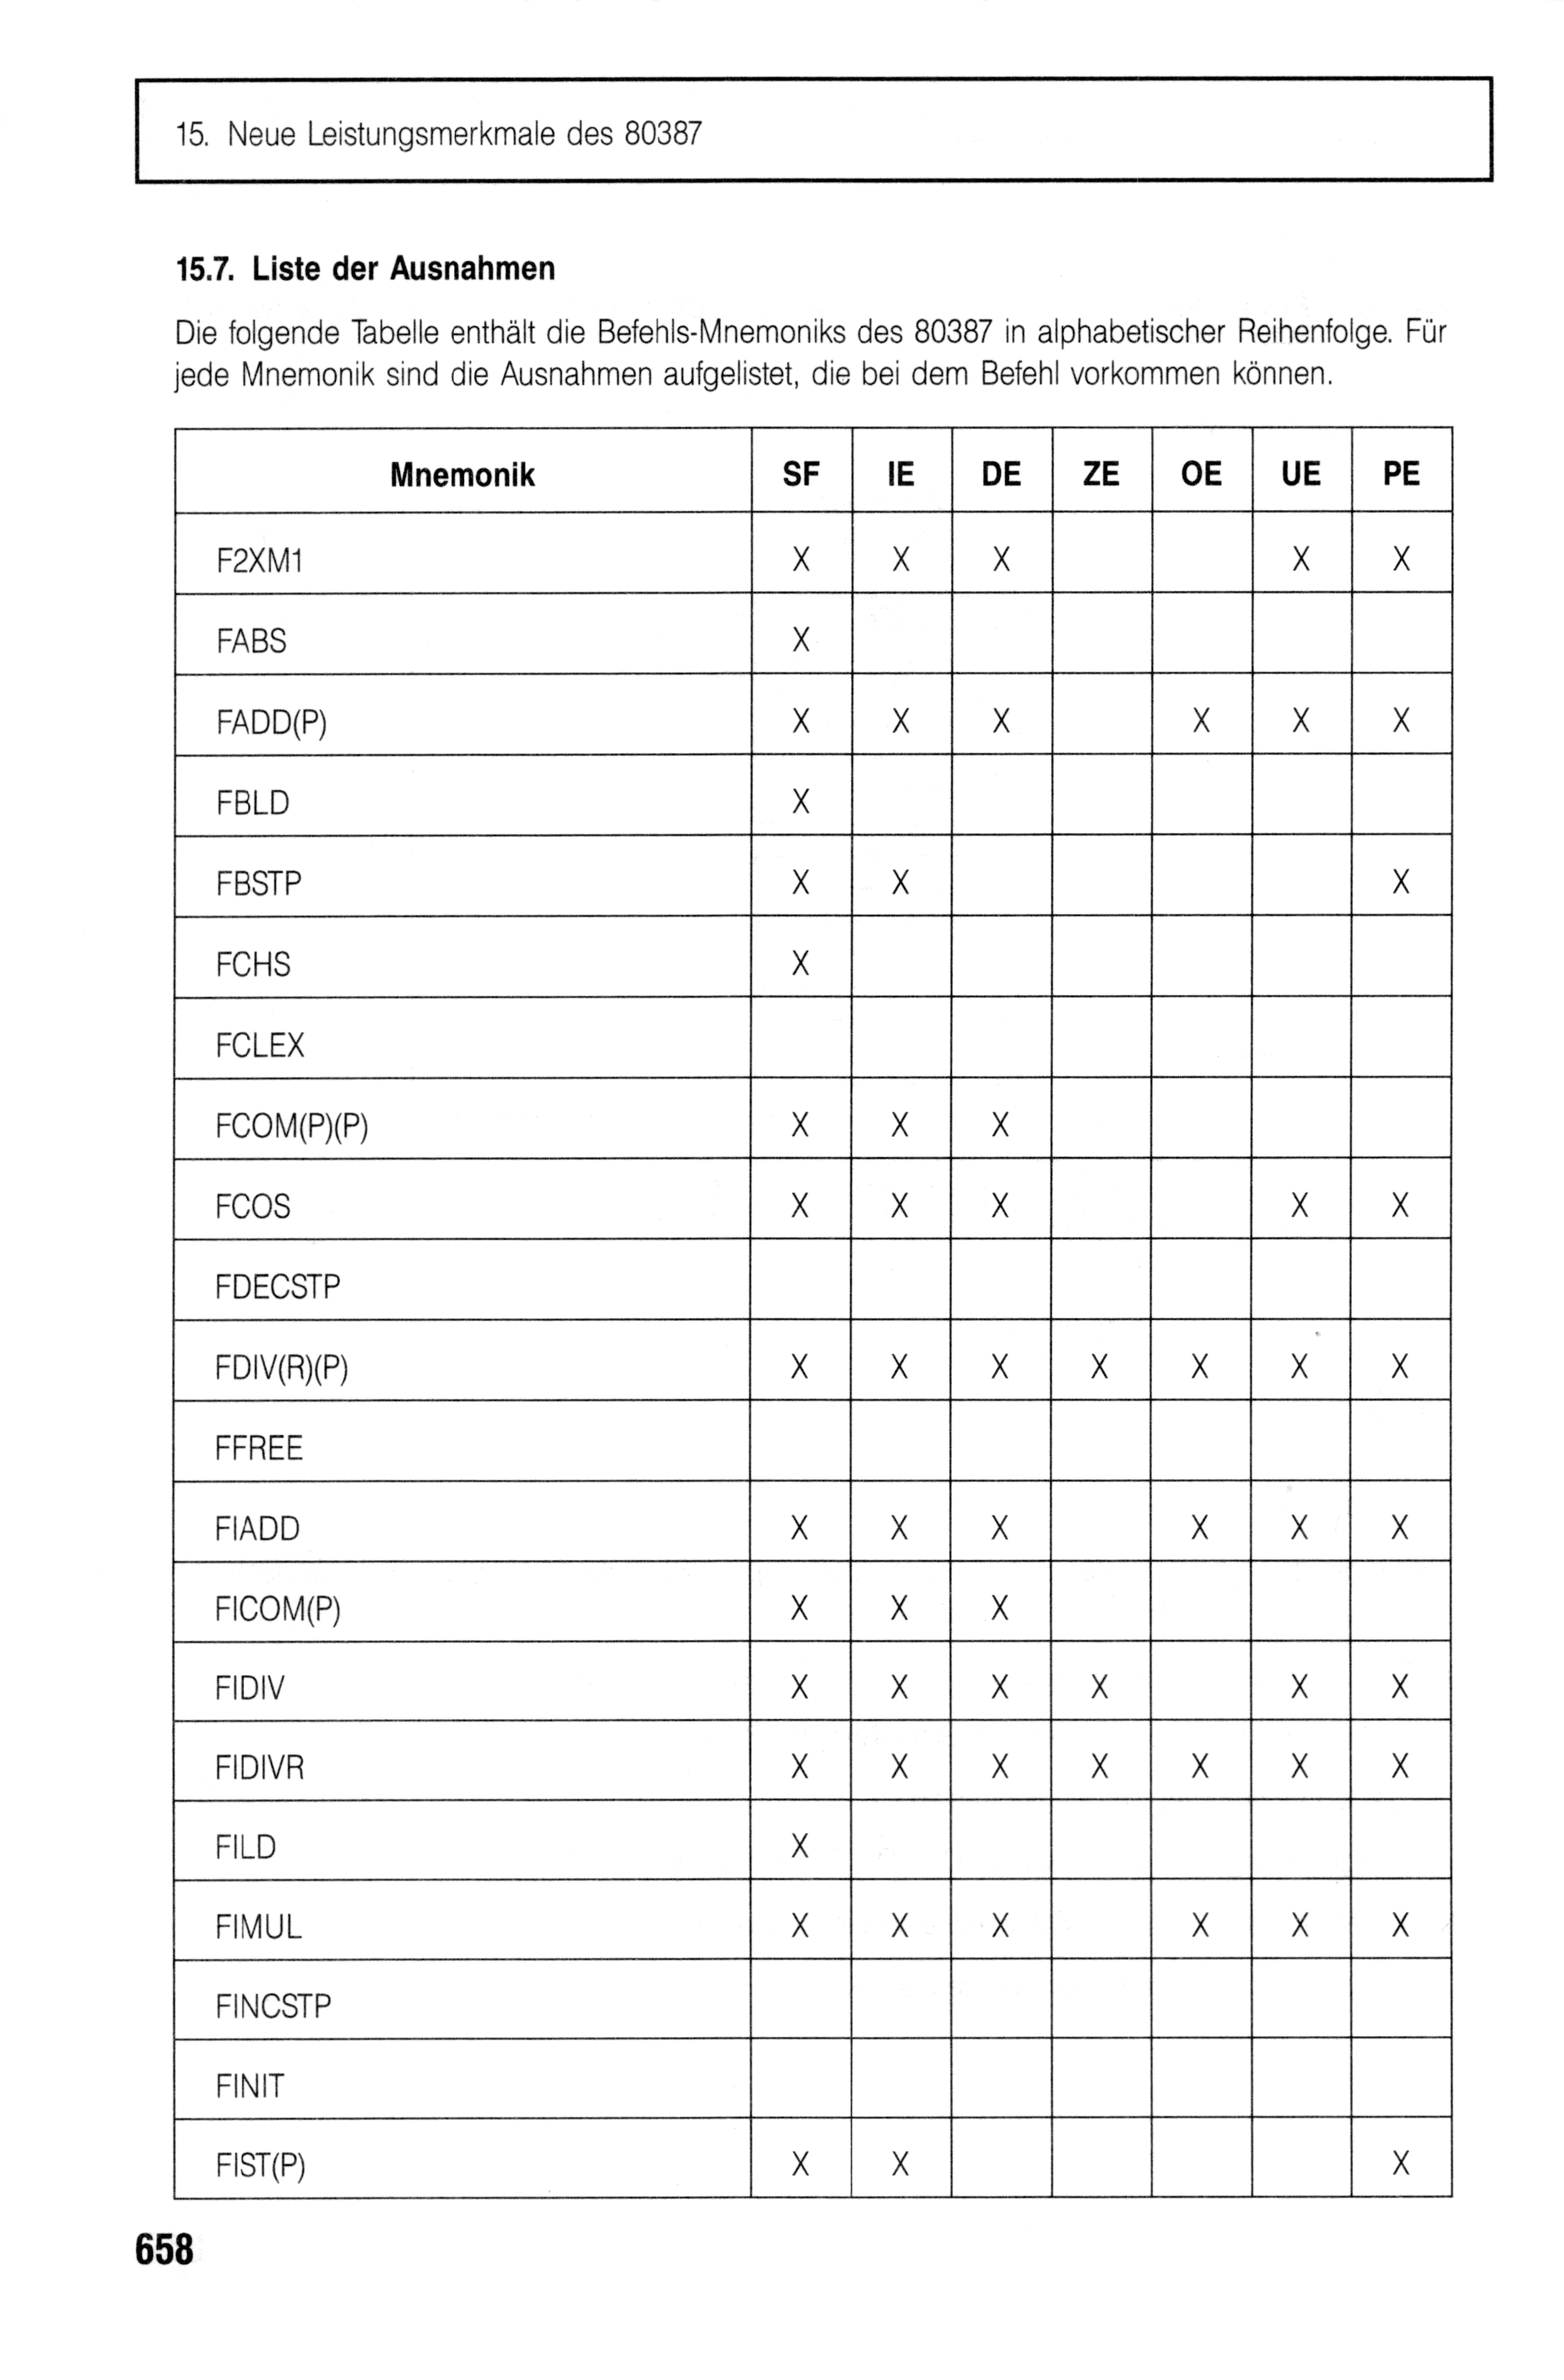 15. Neue Leistungsmerkmale des 80387
15.7. Liste der Ausnahmen
Die folgende Tabelle enthält die Befehls-Mnemoniks des 80387 in alphabetischer Reihenfolge. Für
jede Mnemonik sind die Ausnahmen aufgelistet, die bei dem Befehl vorkommen können.
Mnemonik SF IE DE ZE OE UE PE
F2XM1 X X X X X
FABS X
FADD(P) X X X X X X
FBLD X
FBSTP X X X
FCHS X
FCLEX
FCOM(P)(P) X X X
FCOS X X X X X
FDECSTP
FDIV(R)(P) X X X X X X X
FFREE
FIADD X X X X X X
FICOM(P) X X X
FIDIV X X X X X X
FIDIVR X X X X X X X
FILD X
FIMUL X X X X X X
FINCSTP
FINIT
FIST(P) X X X
658